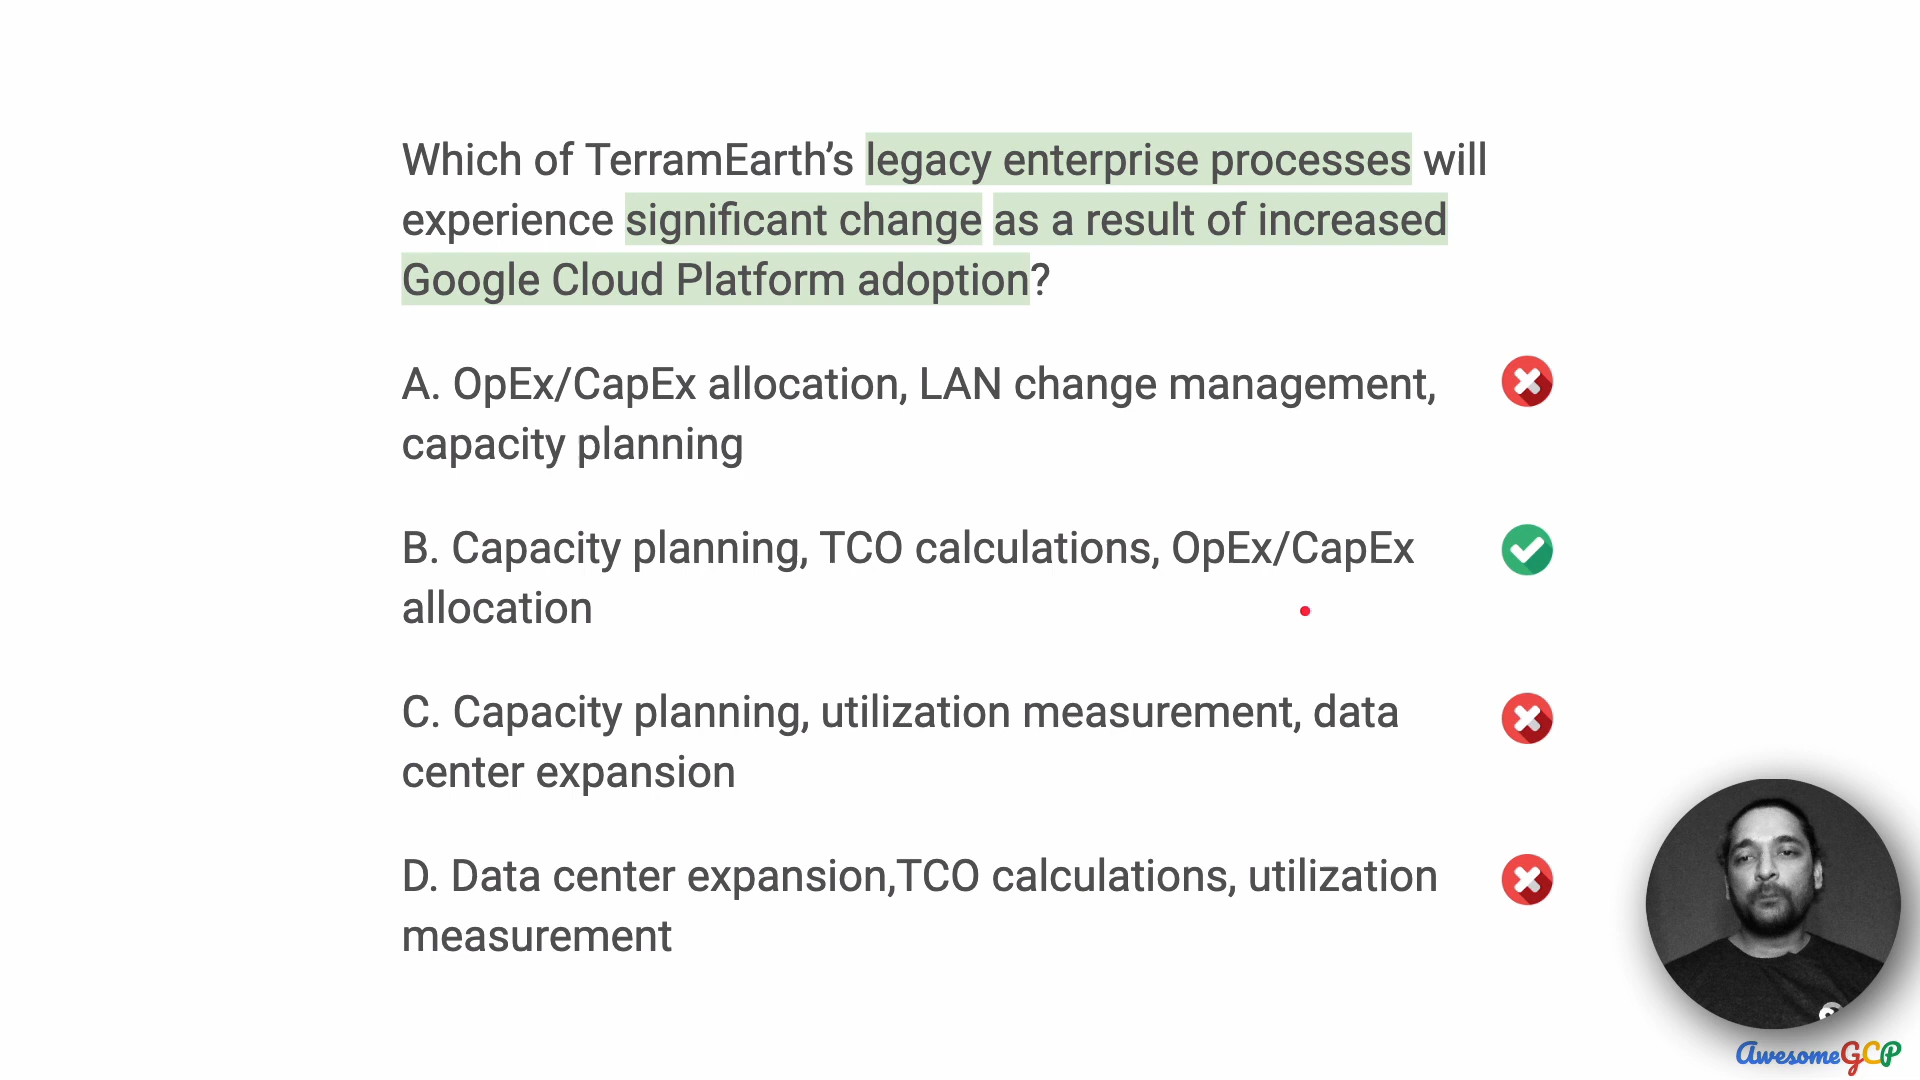 Which of TerramEarth’s legacy enterprise processes will
experience significant change as a result of increased
Google Cloud Platform adoption?
A. OpEx/CapEx allocation, LAN change management,
capacity planning
B. Capacity planning, TCO calculations, OpEx/CapEx
allocation
C. Capacity planning, utilization measurement, data
center expansion
D. Data center expansion,TCO calculations, utilization
measurement
AwesomeGCP